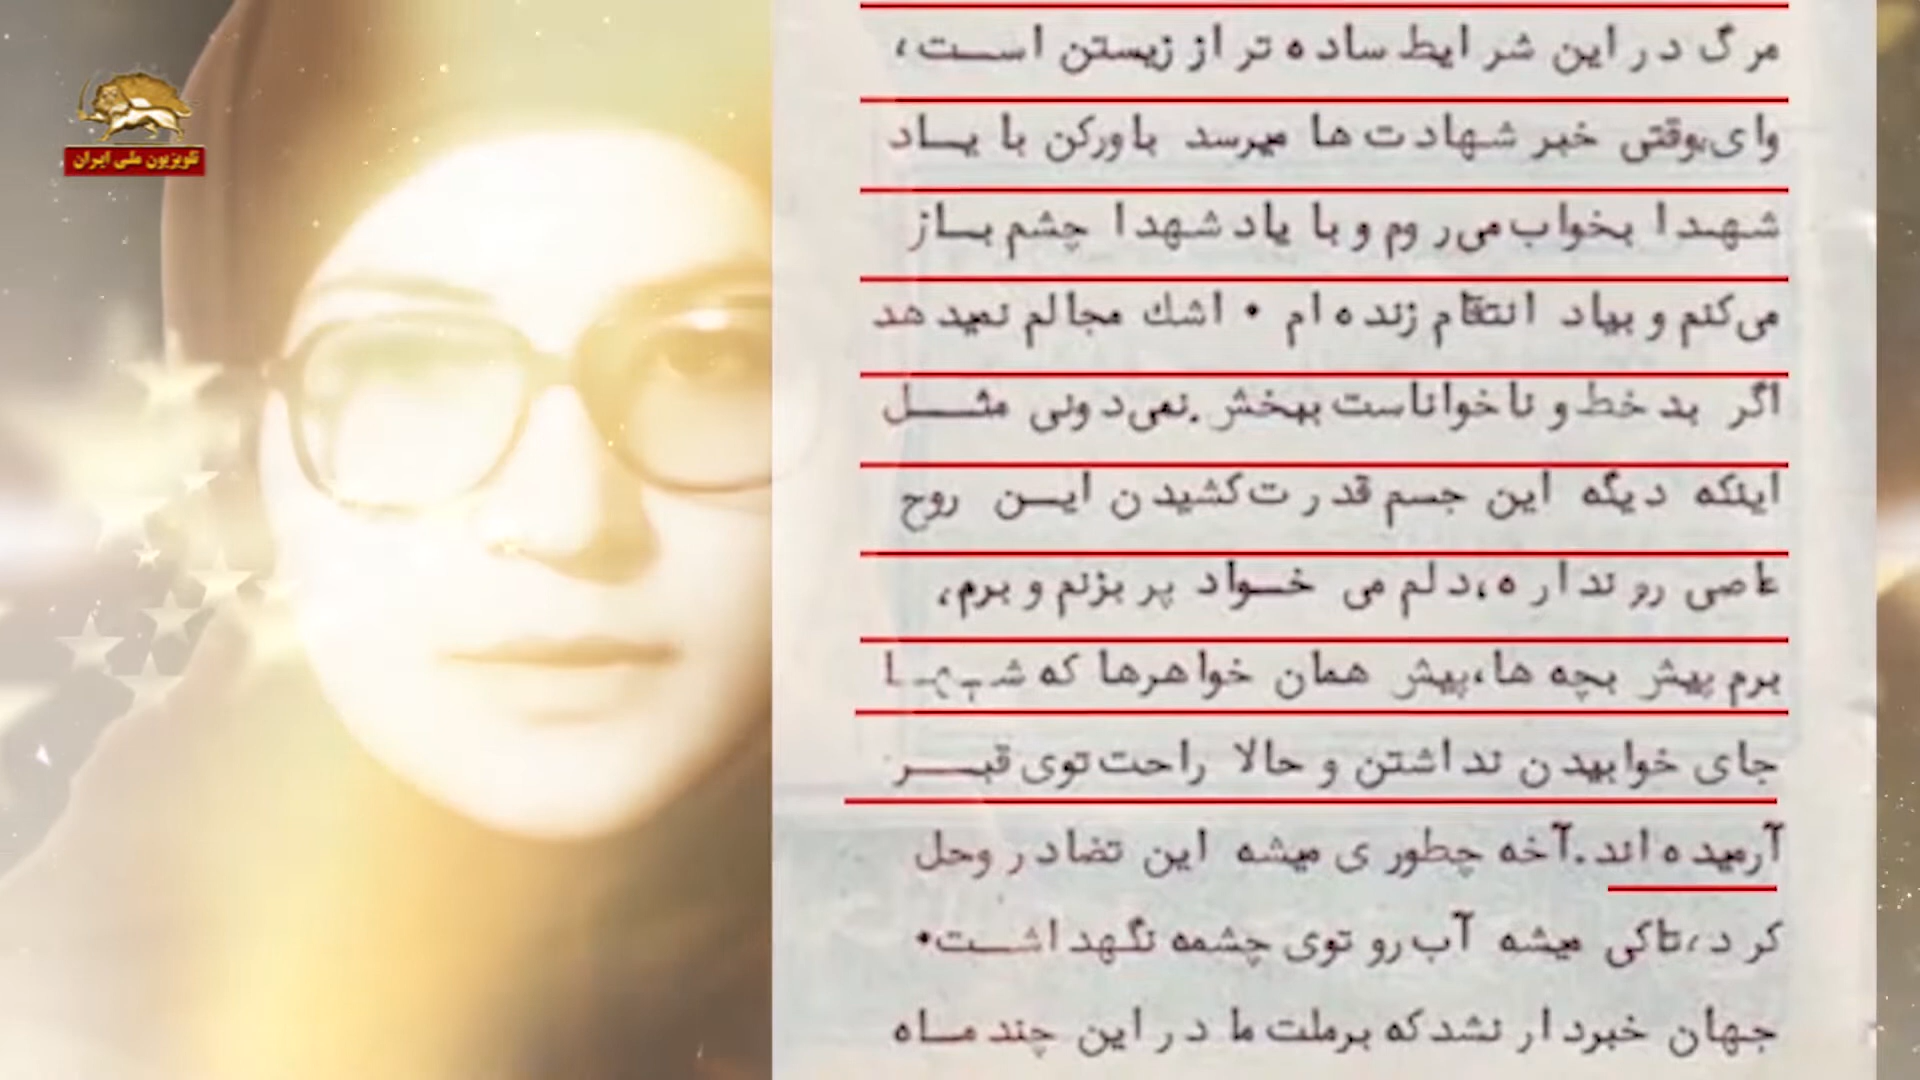 تلویزیون ملی ایران
مرگ در این شرایط ساده تر از زیستن است،
وای،وقتی خبر شهادت ها میرسد باورکن با یاد
شهدا بخواب می‌روم و با یاد شهدا چشم باز
می‌کنم و بیاد انتقام زنده ام • اشك مجالم نمیدهد
اگر بد خط و ناخواناست ببخش.نمی‌دونی مثل
اینکه دیگه این جسم قدرت کشیدن این روح
عاصی رو نداره،دلم می خواد پر بزنم و برم،
برم پیش بچه ها،پیش همان خواهرها که شبها
جای خوابیدن نداشتن و حالا راحت توی قبر
آرمیده اند.آخه چطوری میشه این تضاد روحل
کرد،تاکی میشه آب رو توی چشمه نگهداشت•
جهان خبردار نشد که بر ملت ما در این چند ماه